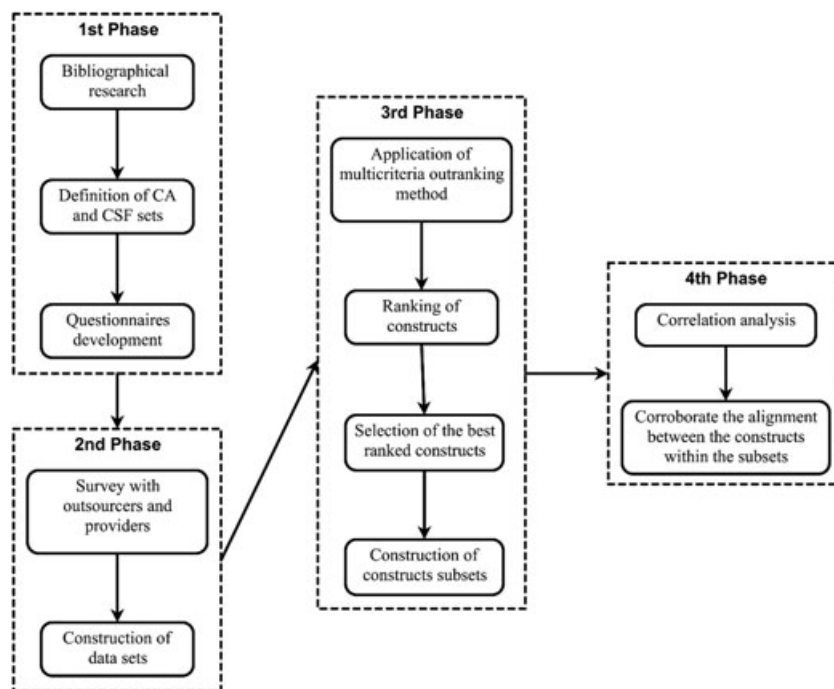 1st Phase
Bibliographical
research
Definition of CA
and CSF sets
Questionnaires
development
2nd Phase
Survey with
outsourcers and
providers
Construction of
data sets
3rd Phase
Application of
multicriteria outranking
method
Ranking of
constructs
Selection of the best
ranked constructs
Construction of
constructs subsets
4th Phase
Correlation analysis
Corroborate the alignment
between the constructs
within the subsets